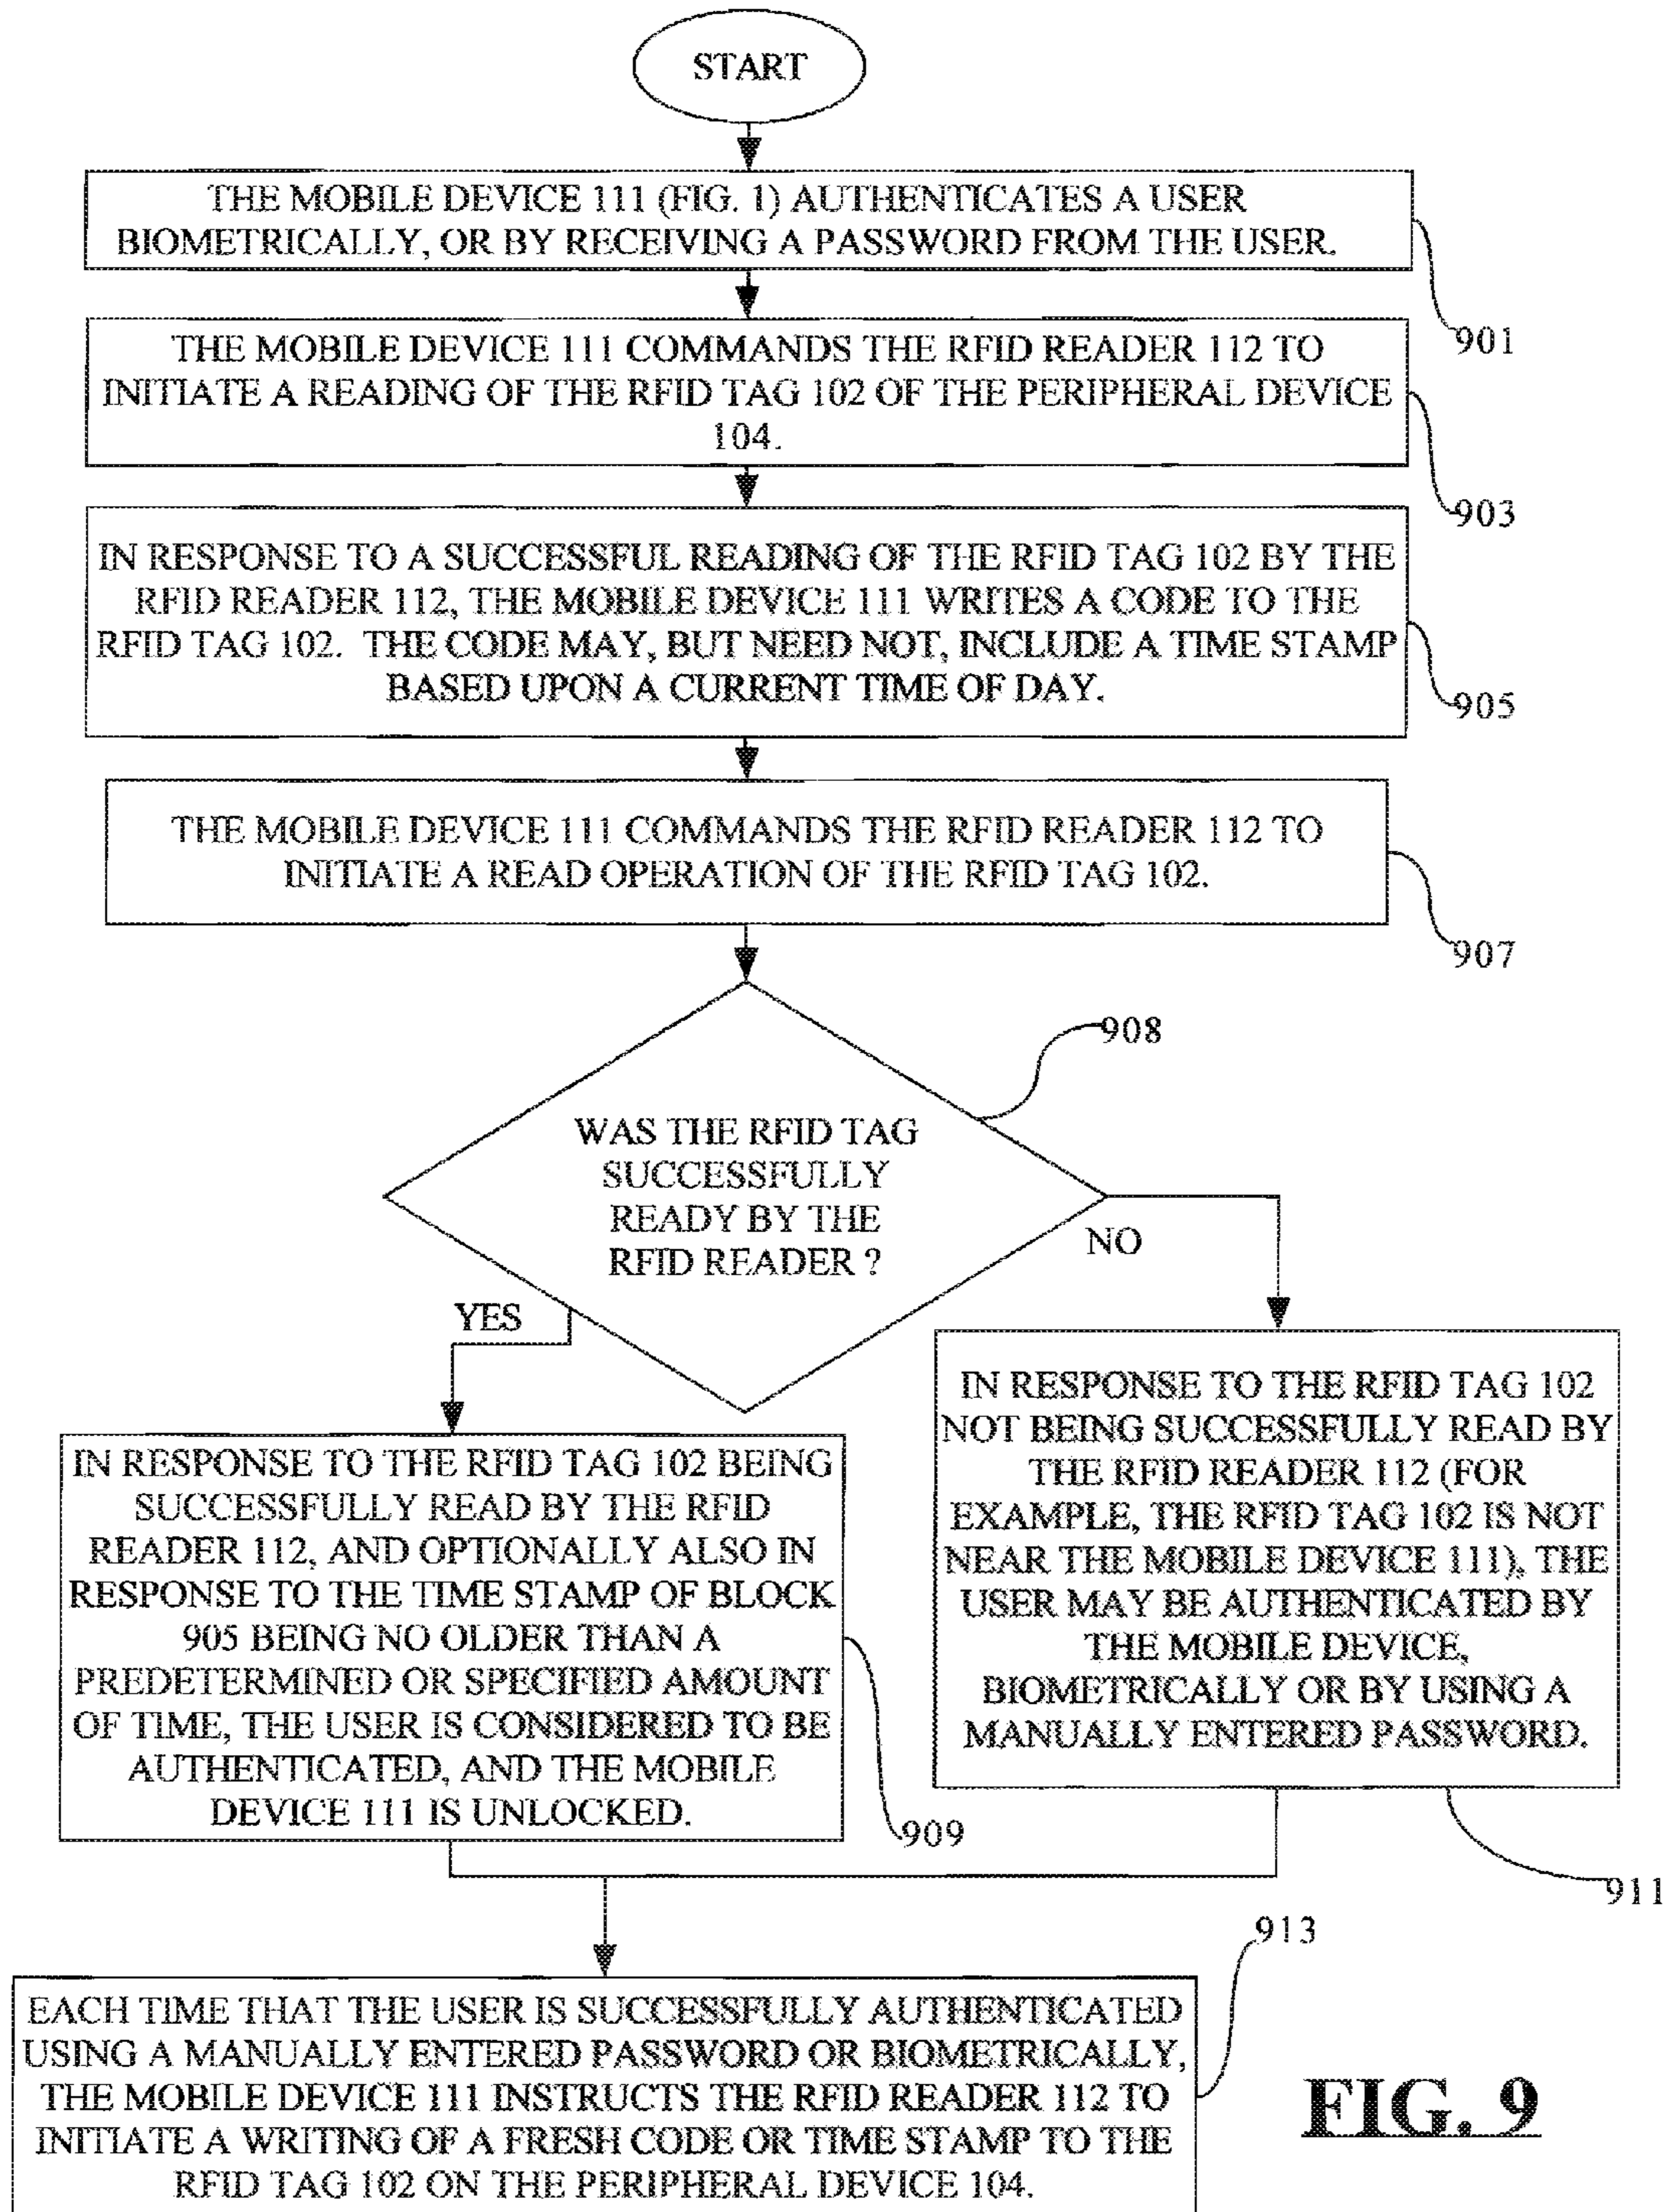 START
THE MOBILE DEVICE 111 (FIG. 1) AUTHENTICATES A USER
BIOMETRICALLY, OR BY RECEIVING A PASSWORD FROM THE USER.
901
THE MOBILE DEVICE 111 COMMANDS THE RFID READER 112 TO
INITIATE A READING OF THE RFID TAG 102 OF THE PERIPHERAL DEVICE
104.
903
IN RESPONSE TO A SUCCESSFUL READING OF THE RFID TAG 102 BY THE
RFID READER 112, THE MOBILE DEVICE 111 WRITES A CODE TO THE
RFID TAG 102. THE CODE MAY, BUT NEED NOT, INCLUDE A TIME STAMP
BASED UPON A CURRENT TIME OF DAY.
905
THE MOBILE DEVICE 111 COMMANDS THE RFID READER 112 TO
INITIATE A READ OPERATION OF THE RFID TAG 102.
907
908
WAS THE RFID TAG
SUCCESSFULLY
READY BY THE
RFID READER ?
NO
YES
IN RESPONSE TO THE RFID TAG 102 BEING
SUCCESSFULLY READ BY THE RFID
READER 112, AND OPTIONALLY ALSO IN
RESPONSE TO THE TIME STAMP OF BLOCK
905 BEING NO OLDER THAN A
PREDETERMINED OR SPECIFIED AMOUNT
OF TIME, THE USER IS CONSIDERED TO BE
AUTHENTICATED, AND THE MOBILE
DEVICE 111 IS UNLOCKED.
909
IN RESPONSE TO THE RFID TAG 102
NOT BEING SUCCESSFULLY READ BY
THE RFID READER 112 (FOR
EXAMPLE, THE RFID TAG 102 IS NOT
NEAR THE MOBILE DEVICE 111), THE
USER MAY BE AUTHENTICATED BY
THE MOBILE DEVICE,
BIOMETRICALLY OR BY USING A
MANUALLY ENTERED PASSWORD.
911
913
EACH TIME THAT THE USER IS SUCCESSFULLY AUTHENTICATED
USING A MANUALLY ENTERED PASSWORD OR BIOMETRICALLY,
THE MOBILE DEVICE 111 INSTRUCTS THE RFID READER 112 TO
INITIATE A WRITING OF A FRESH CODE OR TIME STAMP TO THE
RFID TAG 102 ON THE PERIPHERAL DEVICE 104.
FIG. 9